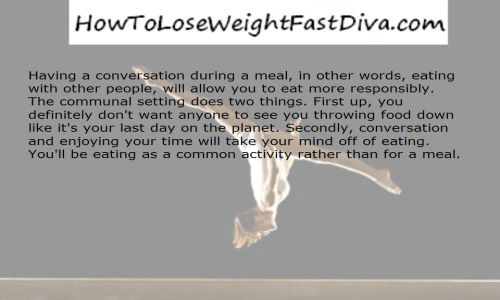 HowToLoseWeightFastDiva.com
Having a conversation during a meal, in other words, eating
with other people, will allow you to eat more responsibly.
The communal setting does two things. First up, you
definitely don't want anyone to see you throwing food down
like it's your last day on the planet. Secondly, conversation
and enjoying your time will take your mind off of eating.
You'll be eating as a common activity rather than for a meal.